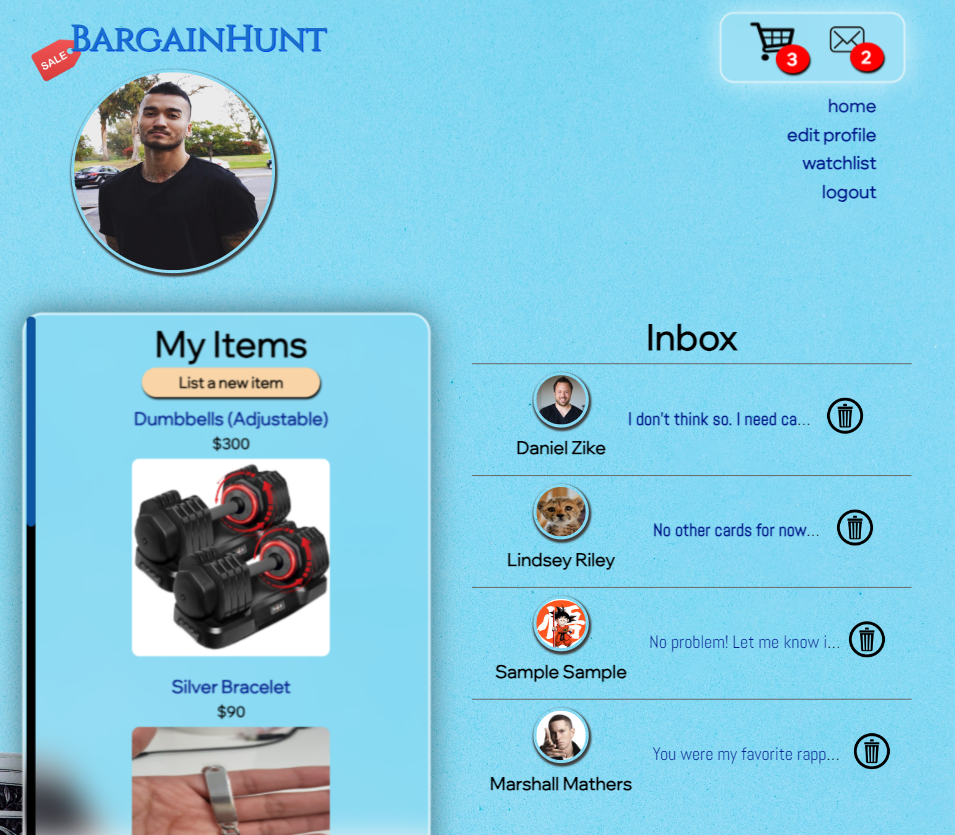 BargainHunt
SALE
3
2
home
edit profile
watchlist
logout
My Items
List a new item
Dumbbells (Adjustable)
$300
Silver Bracelet
$90
Inbox
Daniel Zike
I don't think so. I need ca...
Lindsey Riley
No other cards for now...
悟
Sample Sample
No problem! Let me know i...
Marshall Mathers
You were my favorite rapp...